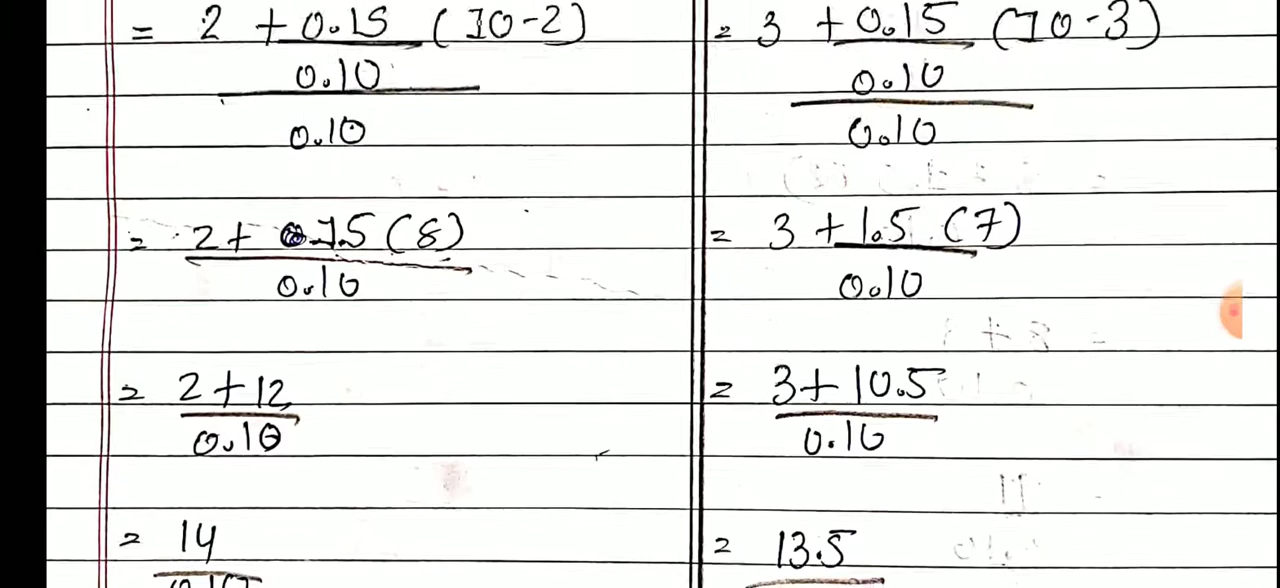 = 2 + 0.15 (10-2)
0.10
0.10
= 2 + 1.5 (8)
0.10
= 2 + 12
0.10
= 14
0.10
= 3 + 0.15 (10-3)
0.10
0.10
= 3 + 1.5 (7)
0.10
= 3 + 10.5
0.10
= 13.5